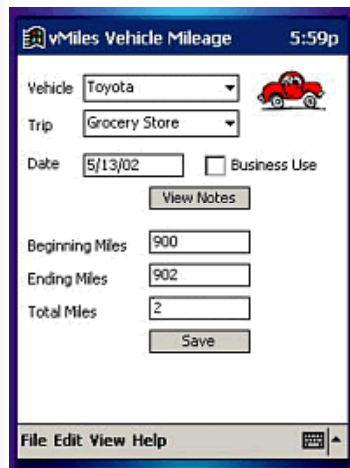 vMiles Vehicle Mileage 5:59p
Vehicle Toyota
Trip Grocery Store
Date 5/13/02 Business Use
View Notes
Beginning Miles 900
Ending Miles 902
Total Miles 2
Save
File Edit View Help